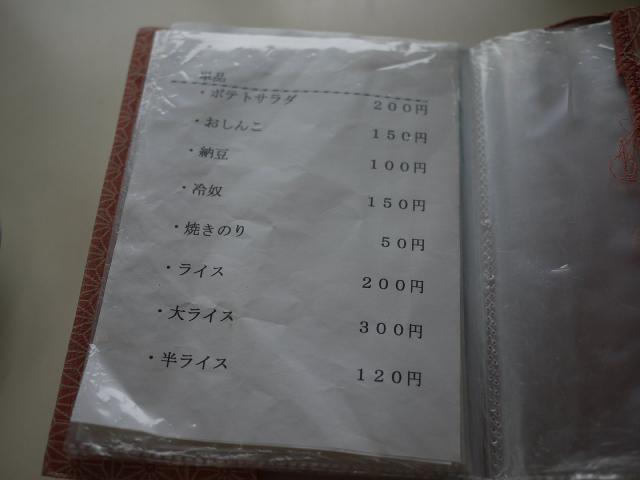 単品
・ポテトサラダ 200円
・おしんこ 150円
・納豆 100円
・冷奴 150円
・焼きのり 50円
・ライス 200円
・大ライス 300円
・半ライス 120円